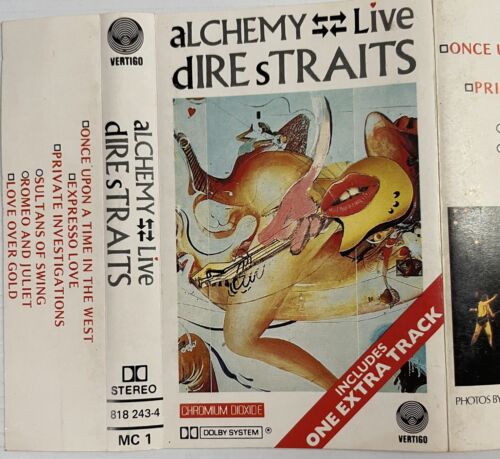 □ONCE UPON A TIME IN THE WEST
□EXPRESSO LOVE
□PRIVATE INVESTIGATIONS
○SULTANS OF SWING
○ROMEO AND JULIET
□LOVE OVER GOLD
VERTIGO
aLCHEMY ⇆ Live
dIRE sTRAITS
STEREO
818 243-4
MC 1
aLCHEMY ⇆ Live
dIRE sTRAITS
INCLUDES
ONE EXTRA TRACK
CHROMIUM DIOXIDE
DOLBY SYSTEM ®
VERTIGO
□ONCE U
□PRI
PHOTOS BY